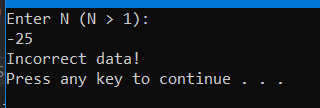 Enter N (N > 1):
-25
Incorrect data!
Press any key to continue . . .